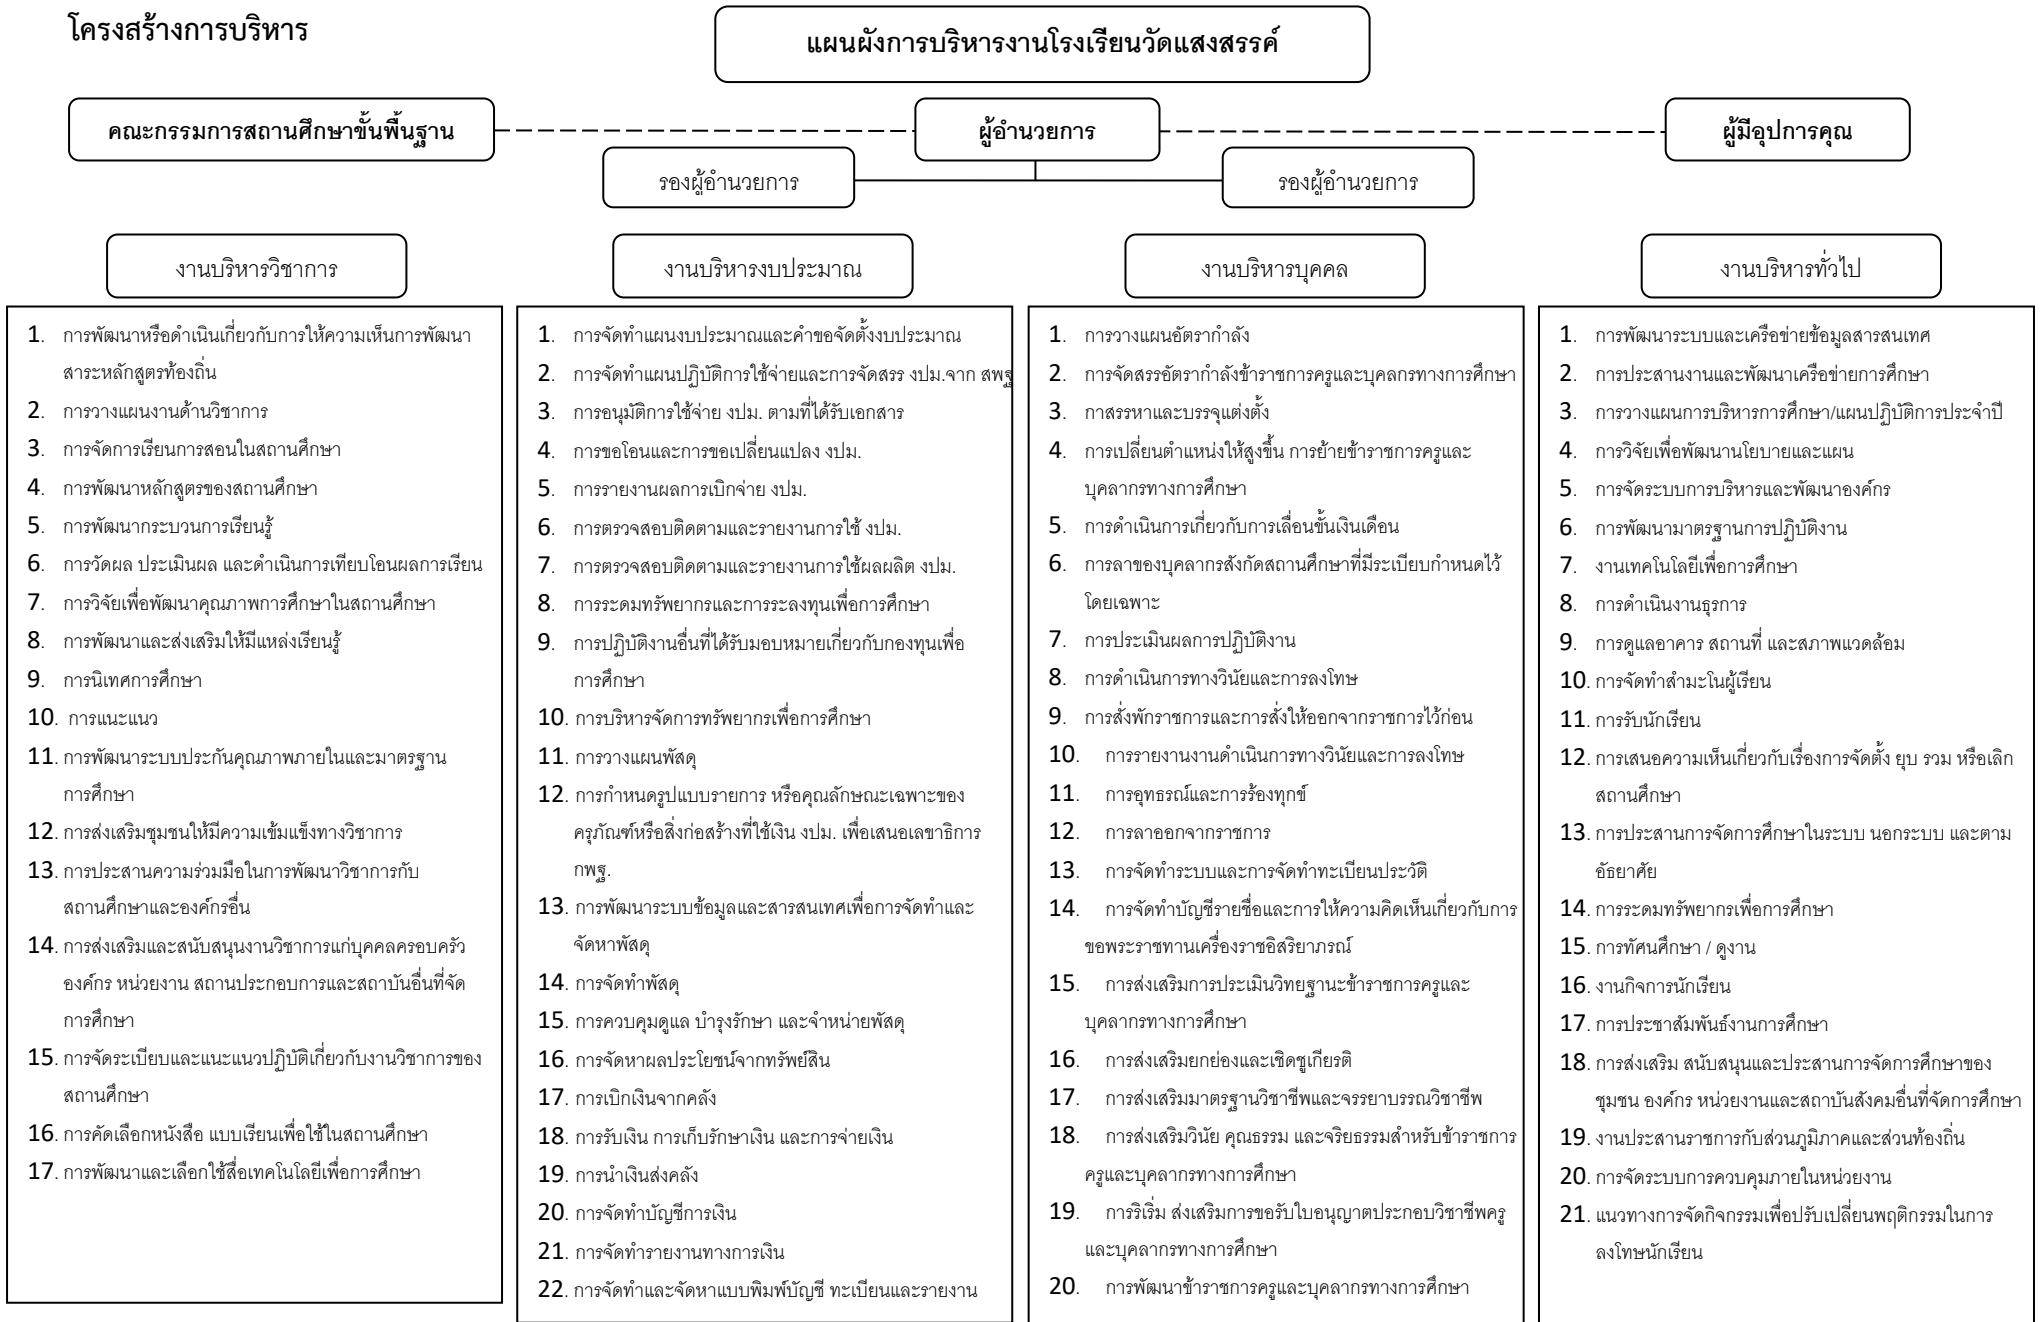 โครงสร้างการบริหาร
แผนผังการบริหารงานโรงเรียนวัดแสงสรรค์
คณะกรรมการสถานศึกษาขั้นพื้นฐาน
ผู้อำนวยการ
ผู้มีอุปการคุณ
รองผู้อำนวยการ
รองผู้อำนวยการ
งานบริหารวิชาการ
1. การพัฒนาหรือดำเนินเกี่ยวกับการให้ความเห็นการพัฒนา
สาระหลักสูตรท้องถิ่น
2. การวางแผนงานด้านวิชาการ
3. การจัดการเรียนการสอนในสถานศึกษา
4. การพัฒนาหลักสูตรของสถานศึกษา
5. การพัฒนากระบวนการเรียนรู้
6. การวัดผล ประเมินผล และดำเนินการเทียบโอนผลการเรียน
7. การวิจัยเพื่อพัฒนาคุณภาพการศึกษาในสถานศึกษา
8. การพัฒนาและส่งเสริมให้มีแหล่งเรียนรู้
9. การนิเทศการศึกษา
10. การแนะแนว
11. การพัฒนาระบบประกันคุณภาพภายในและมาตรฐาน
การศึกษา
12. การส่งเสริมชุมชนให้มีความเข้มแข็งทางวิชาการ
13. การประสานความร่วมมือในการพัฒนาวิชาการกับ
สถานศึกษาและองค์กรอื่น
14. การส่งเสริมและสนับสนุนงานวิชาการแก่บุคคลครอบครัว
องค์กร หน่วยงาน สถานประกอบการและสถาบันอื่นที่จัด
การศึกษา
15. การจัดระเบียบและแนะแนวปฏิบัติเกี่ยวกับงานวิชาการของ
สถานศึกษา
16. การคัดเลือกหนังสือ แบบเรียนเพื่อใช้ในสถานศึกษา
17. การพัฒนาและเลือกใช้สื่อเทคโนโลยีเพื่อการศึกษา
งานบริหารงบประมาณ
1. การจัดทำแผนงบประมาณและคำขอจัดตั้งงบประมาณ
2. การจัดทำแผนปฏิบัติการใช้จ่ายและการจัดสรร งปม.จาก สพฐ
3. การอนุมัติการใช้จ่าย งปม. ตามที่ได้รับเอกสาร
4. การขอโอนและการขอเปลี่ยนแปลง งปม.
5. การรายงานผลการเบิกจ่าย งปม.
6. การตรวจสอบติดตามและรายงานการใช้ งปม.
7. การตรวจสอบติดตามและรายงานการใช้ผลผลิต งปม.
8. การระดมทรัพยากรและการระลงทุนเพื่อการศึกษา
9. การปฏิบัติงานอื่นที่ได้รับมอบหมายเกี่ยวกับกองทุนเพื่อ
การศึกษา
10. การบริหารจัดการทรัพยากรเพื่อการศึกษา
11. การวางแผนพัสดุ
12. การกำหนดรูปแบบรายการ หรือคุณลักษณะเฉพาะของ
ครุภัณฑ์หรือสิ่งก่อสร้างที่ใช้เงิน งปม. เพื่อเสนอเลขาธิการ
กพฐ.
13. การพัฒนาระบบข้อมูลและสารสนเทศเพื่อการจัดทำและ
จัดหาพัสดุ
14. การจัดทำพัสดุ
15. การควบคุมดูแล บำรุงรักษา และจำหน่ายพัสดุ
16. การจัดหาผลประโยชน์จากทรัพย์สิน
17. การเบิกเงินจากคลัง
18. การรับเงิน การเก็บรักษาเงิน และการจ่ายเงิน
19. การนำเงินส่งคลัง
20. การจัดทำบัญชีการเงิน
21. การจัดทำรายงานทางการเงิน
22. การจัดทำและจัดหาแบบพิมพ์บัญชี ทะเบียนและรายงาน
งานบริหารบุคคล
1. การวางแผนอัตรากำลัง
2. การจัดสรรอัตรากำลังข้าราชการครูและบุคลกรทางการศึกษา
3. กาสรรหาและบรรจุแต่งตั้ง
4. การเปลี่ยนตำแหน่งให้สูงขึ้น การย้ายข้าราชการครูและ
บุคลากรทางการศึกษา
5. การดำเนินการเกี่ยวกับการเลื่อนขั้นเงินเดือน
6. การลาของบุคลากรสังกัดสถานศึกษาที่มีระเบียบกำหนดไว้
โดยเฉพาะ
7. การประเมินผลการปฏิบัติงาน
8. การดำเนินการทางวินัยและการลงโทษ
9. การสั่งพักราชการและการสั่งให้ออกจากราชการไว้ก่อน
10. การรายงานงานดำเนินการทางวินัยและการลงโทษ
11. การอุทธรณ์และการร้องทุกข์
12. การลาออกจากราชการ
13. การจัดทำระบบและการจัดทำทะเบียนประวัติ
14. การจัดทำบัญชีรายชื่อและการให้ความคิดเห็นเกี่ยวกับการ
ขอพระราชทานเครื่องราชอิสริยาภรณ์
15. การส่งเสริมการประเมินวิทยฐานะข้าราชการครูและ
บุคลากรทางการศึกษา
16. การส่งเสริมยกย่องและเชิดชูเกียรติ
17. การส่งเสริมมาตรฐานวิชาชีพและจรรยาบรรณวิชาชีพ
18. การส่งเสริมวินัย คุณธรรม และจริยธรรมสำหรับข้าราชการ
ครูและบุคลากรทางการศึกษา
19. การริเริ่ม ส่งเสริมการขอรับใบอนุญาตประกอบวิชาชีพครู
และบุคลากรทางการศึกษา
20. การพัฒนาข้าราชการครูและบุคลากรทางการศึกษา
งานบริหารทั่วไป
1. การพัฒนาระบบและเครือข่ายข้อมูลสารสนเทศ
2. การประสานงานและพัฒนาเครือข่ายการศึกษา
3. การวางแผนการบริหารการศึกษา/แผนปฏิบัติการประจำปี
4. การวิจัยเพื่อพัฒนานโยบายและแผน
5. การจัดระบบการบริหารและพัฒนาองค์กร
6. การพัฒนามาตรฐานการปฏิบัติงาน
7. งานเทคโนโลยีเพื่อการศึกษา
8. การดำเนินงานธุรการ
9. การดูแลอาคาร สถานที่ และสภาพแวดล้อม
10. การจัดทำสำมะโนผู้เรียน
11. การรับนักเรียน
12. การเสนอความเห็นเกี่ยวกับเรื่องการจัดตั้ง ยุบ รวม หรือเลิก
สถานศึกษา
13. การประสานการจัดการศึกษาในระบบ นอกระบบ และตาม
อัธยาศัย
14. การระดมทรัพยากรเพื่อการศึกษา
15. การทัศนศึกษา / ดูงาน
16. งานกิจการนักเรียน
17. การประชาสัมพันธ์งานการศึกษา
18. การส่งเสริม สนับสนุนและประสานการจัดการศึกษาของ
ชุมชน องค์กร หน่วยงานและสถาบันสังคมอื่นที่จัดการศึกษา
19. งานประสานราชการกับส่วนภูมิภาคและส่วนท้องถิ่น
20. การจัดระบบการควบคุมภายในหน่วยงาน
21. แนวทางการจัดกิจกรรมเพื่อปรับเปลี่ยนพฤติกรรมในการ
ลงโทษนักเรียน